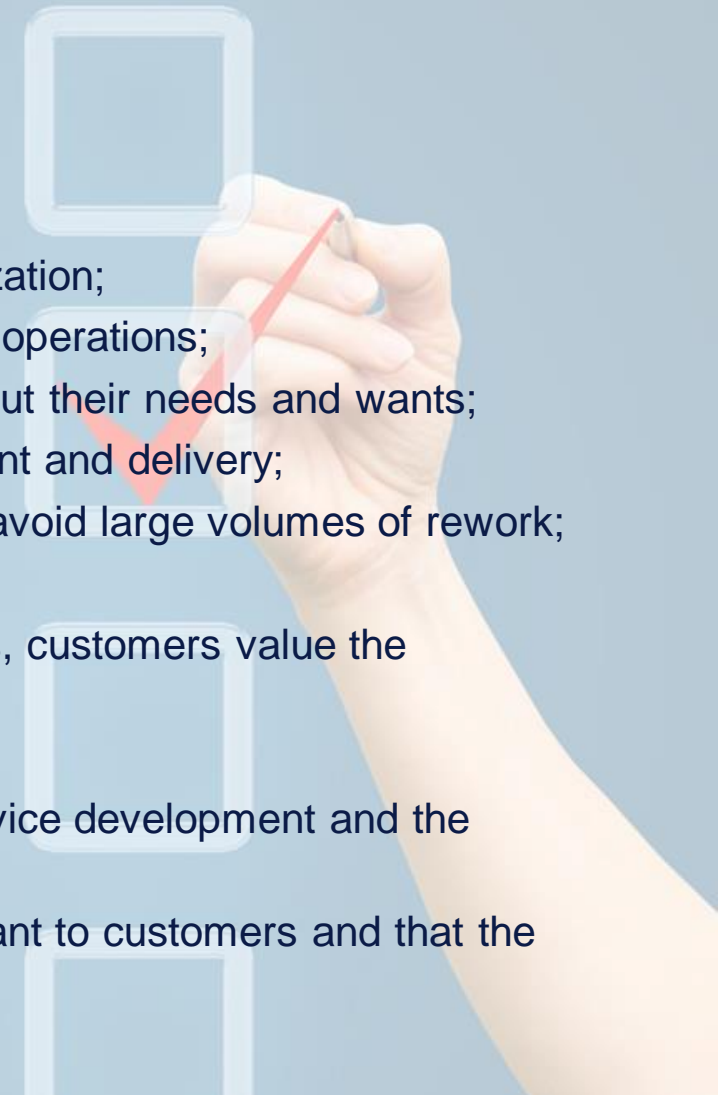 zation;
operations;
ut their needs and wants;
nt and delivery;
avoid large volumes of rework;
, customers value the
vice development and the
ant to customers and that the